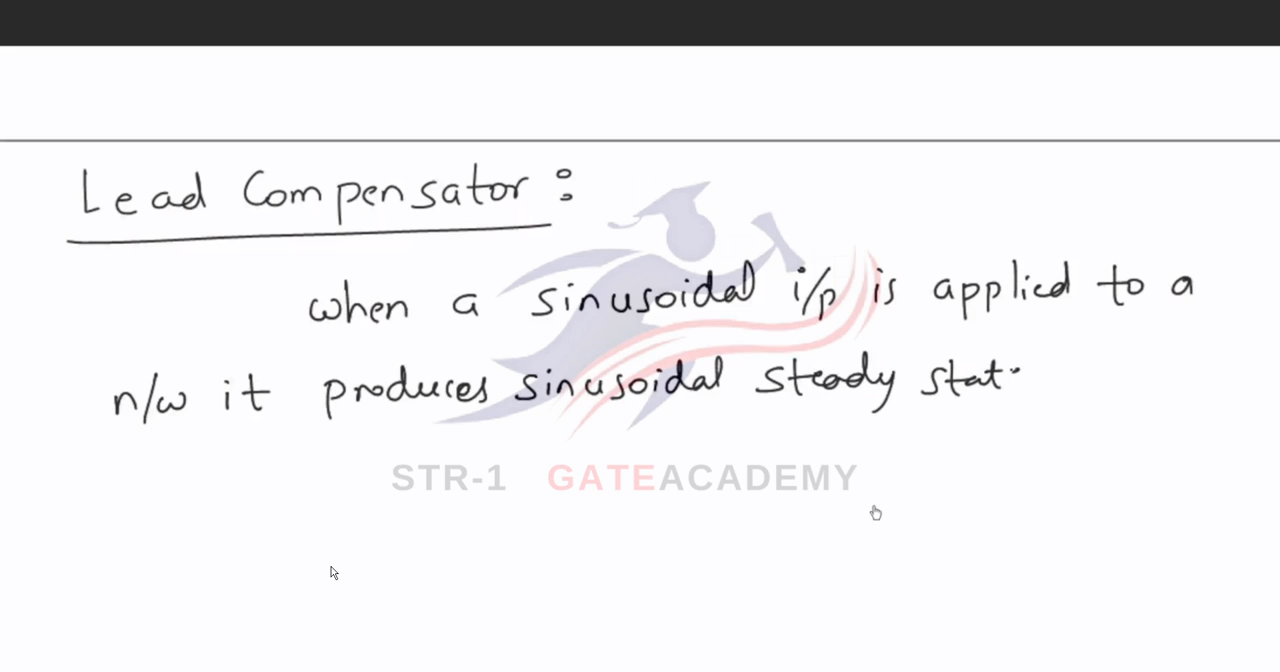 Lead Compensator :
when a sinusoidal i/p is applied to a
n/w it produces sinusoidal steady stat
STR-1 GATEACADEMY